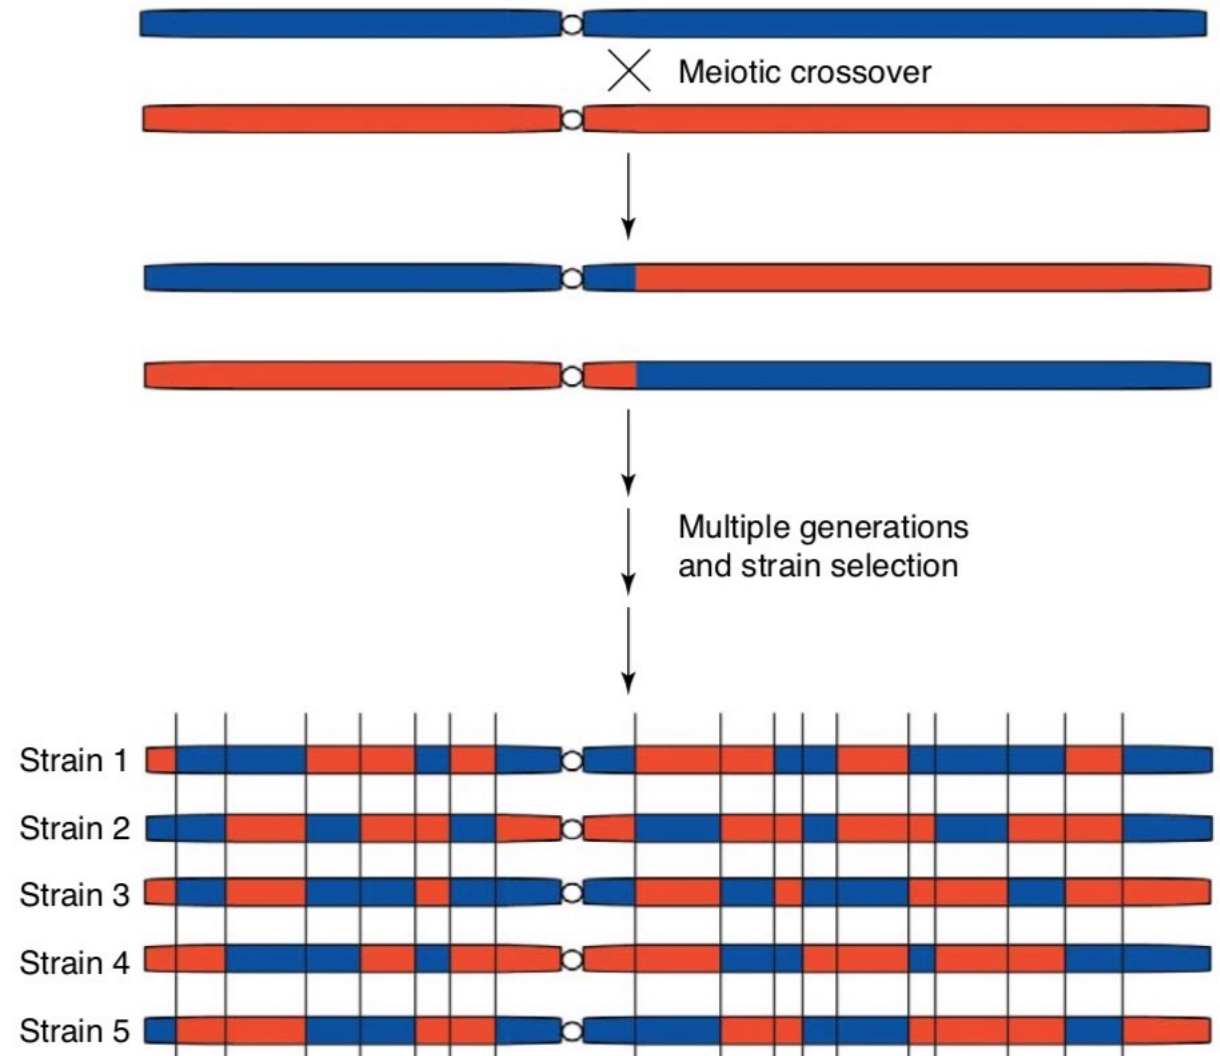 Meiotic crossover
Multiple generations
and strain selection
Strain 1
Strain 2
Strain 3
Strain 4
Strain 5